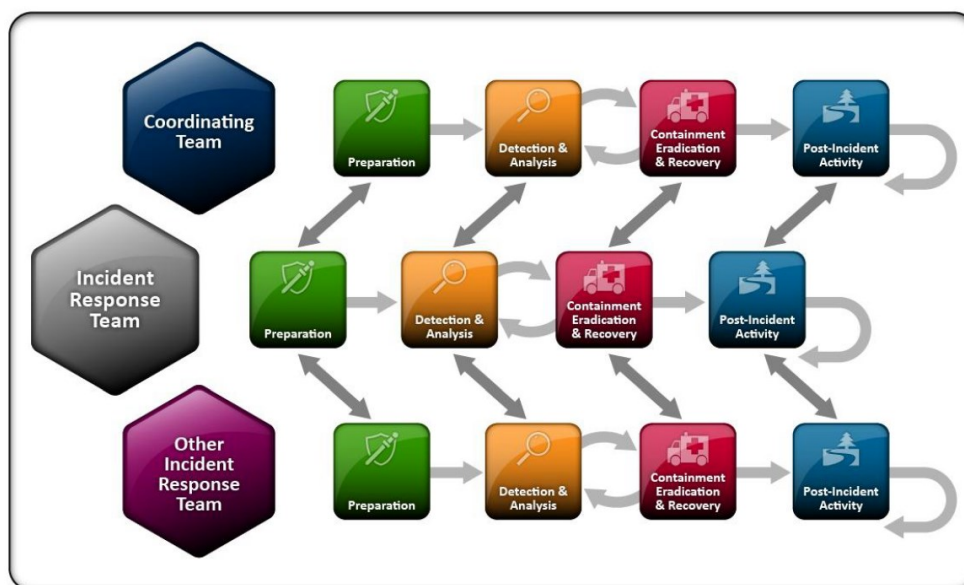 Coordinating
Team
Preparation
Detection &
Analysis
Containment
Eradication
& Recovery
Post-Incident
Activity
Incident
Response
Team
Preparation
Detection &
Analysis
Containment
Eradication
& Recovery
Post-Incident
Activity
Other
Incident
Response
Team
Preparation
Detection &
Analysis
Containment
Eradication
& Recovery
Post-Incident
Activity